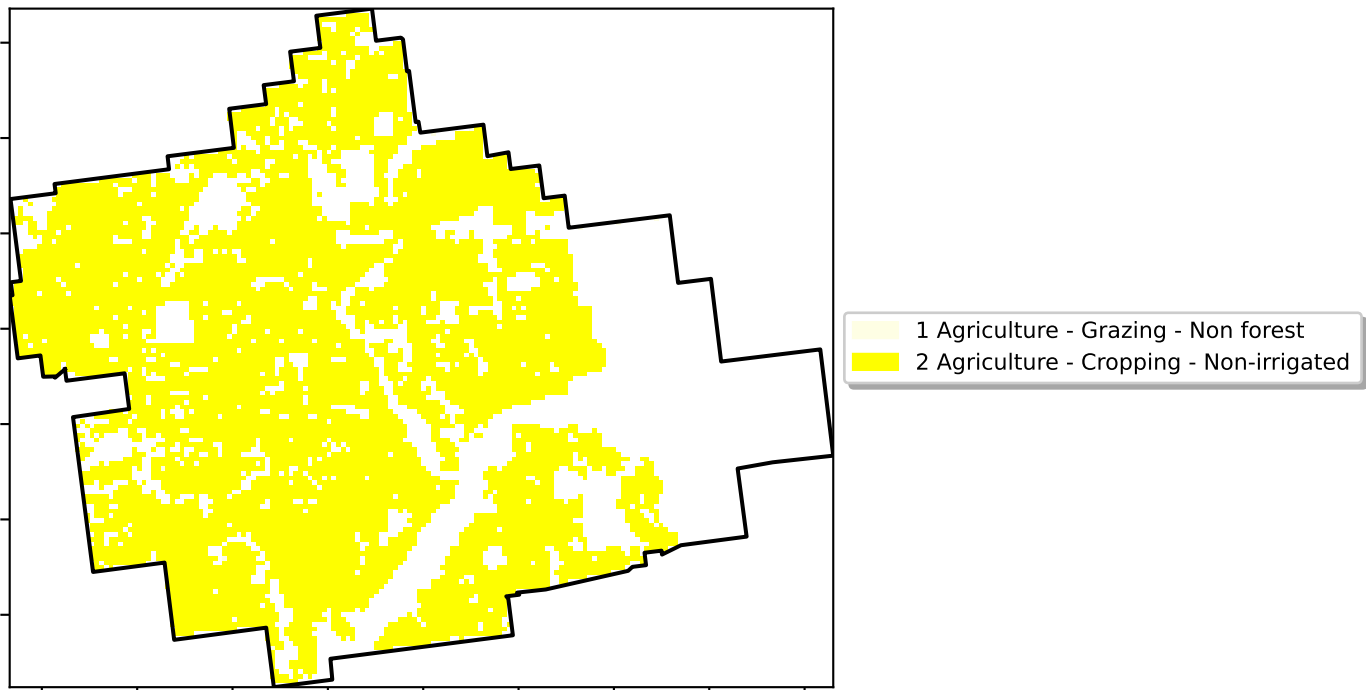 1 Agriculture - Grazing - Non forest
2 Agriculture - Cropping - Non-irrigated